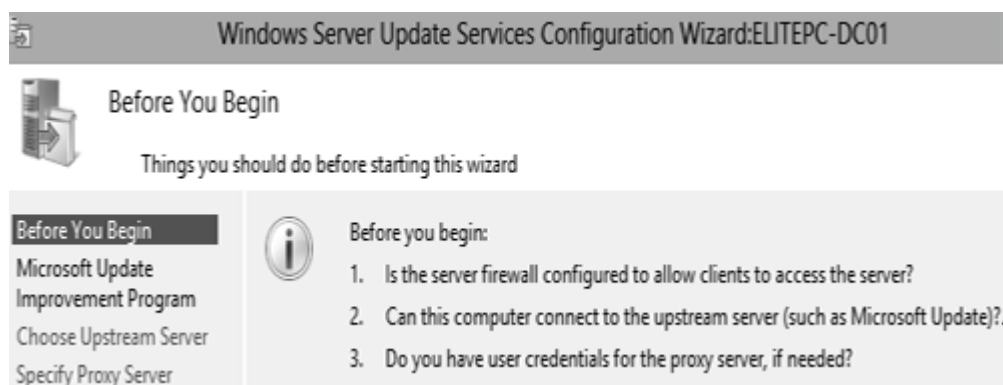 Windows Server Update Services Configuration Wizard:ELITEPC-DC01
Before You Begin
Things you should do before starting this wizard
Before You Begin
Microsoft Update
Improvement Program
Choose Upstream Server
Specify Proxy Server
Before you begin:
1. Is the server firewall configured to allow clients to access the server?
2. Can this computer connect to the upstream server (such as Microsoft Update)?
3. Do you have user credentials for the proxy server, if needed?